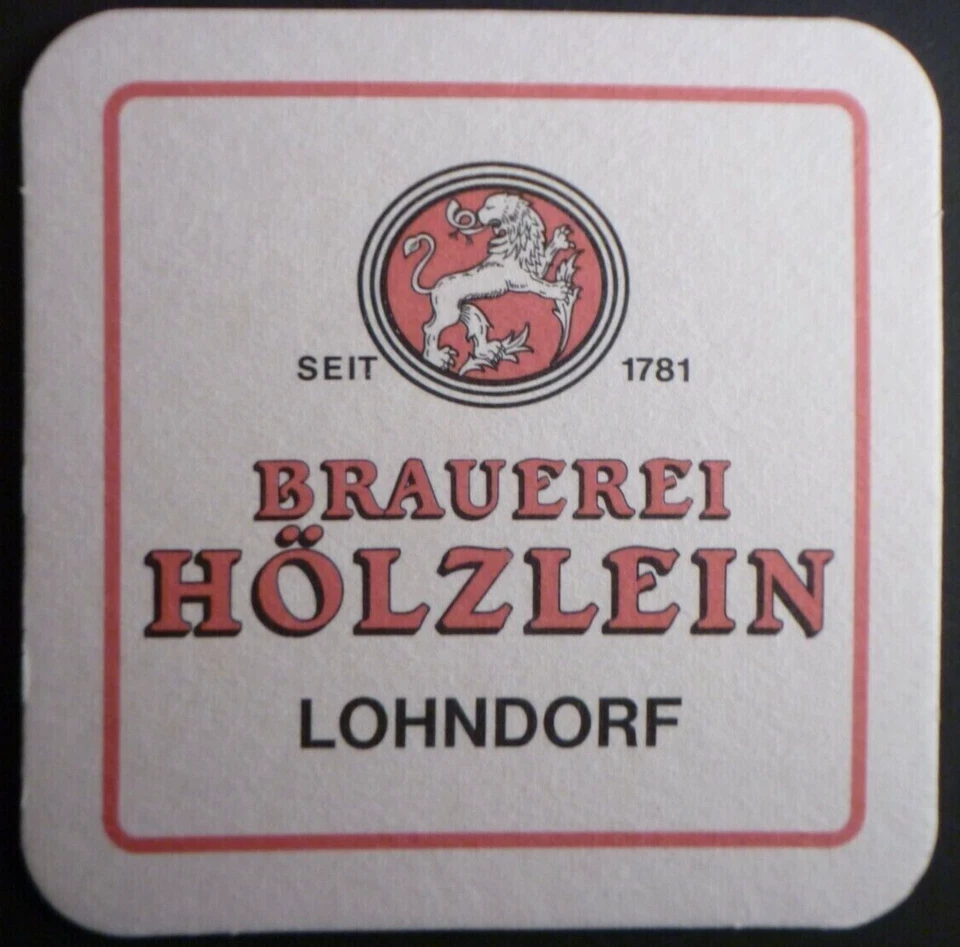 SEIT 1781
BRAUEREI
HÖLZLEIN
LOHNDORF